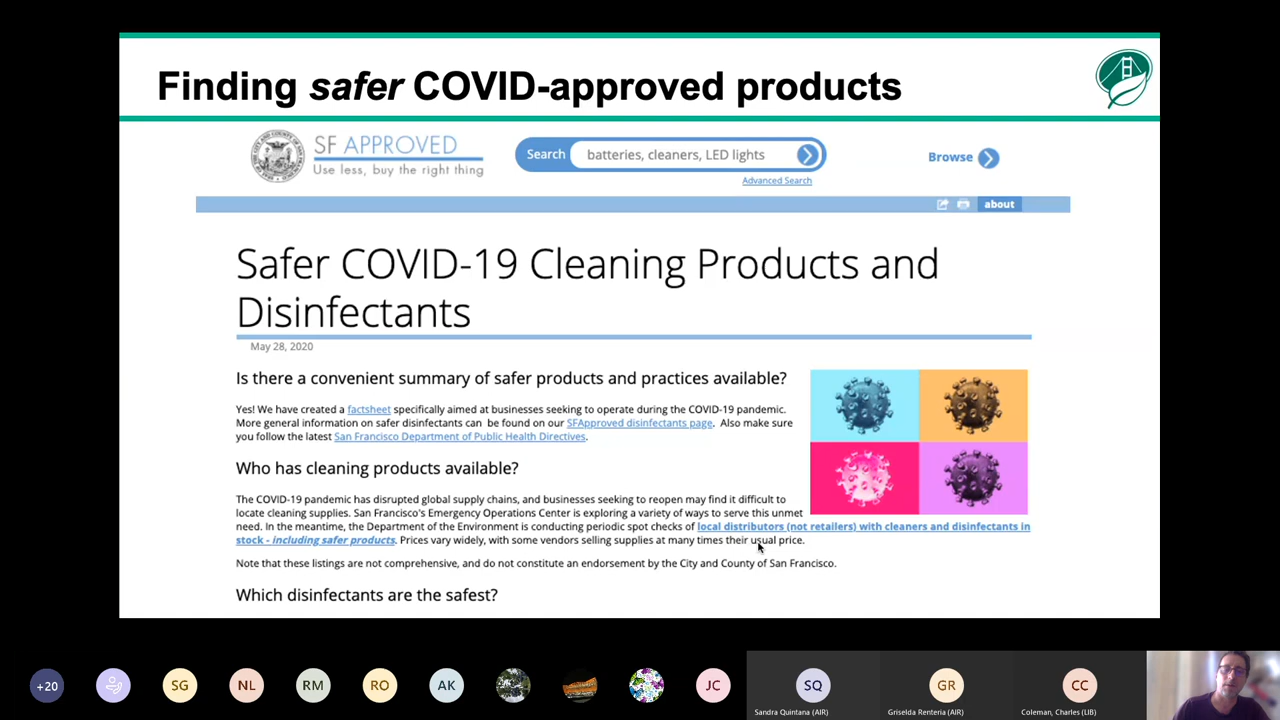 Finding safer COVID-approved products
SF APPROVED
Use less, buy the right thing
Search
batteries, cleaners, LED lights
Advanced Search
Browse
about
Safer COVID-19 Cleaning Products and
Disinfectants
May 28, 2020
Is there a convenient summary of safer products and practices available?
Yes! We have created a factsheet specifically aimed at businesses seeking to operate during the COVID-19 pandemic.
More general information on safer disinfectants can be found on our SFApproved disinfectants page. Also make sure
you follow the latest San Francisco Department of Public Health Directives.
Who has cleaning products available?
The COVID-19 pandemic has disrupted global supply chains, and businesses seeking to reopen may find it difficult to
locate cleaning supplies. San Francisco's Emergency Operations Center is exploring a variety of ways to serve this unmet
need. In the meantime, the Department of the Environment is conducting periodic spot checks of local distributors (not retailers) with cleaners and disinfectants in
stock - including safer products. Prices vary widely, with some vendors selling supplies at many times their usual price.
Note that these listings are not comprehensive, and do not constitute an endorsement by the City and County of San Francisco.
Which disinfectants are the safest?
+20
SG
NL
RM
RO
AK
JC
SQ
Sandra Quintana (AIR)
GR
Griselda Renteria (AIR)
CC
Coleman, Charles (LIB)